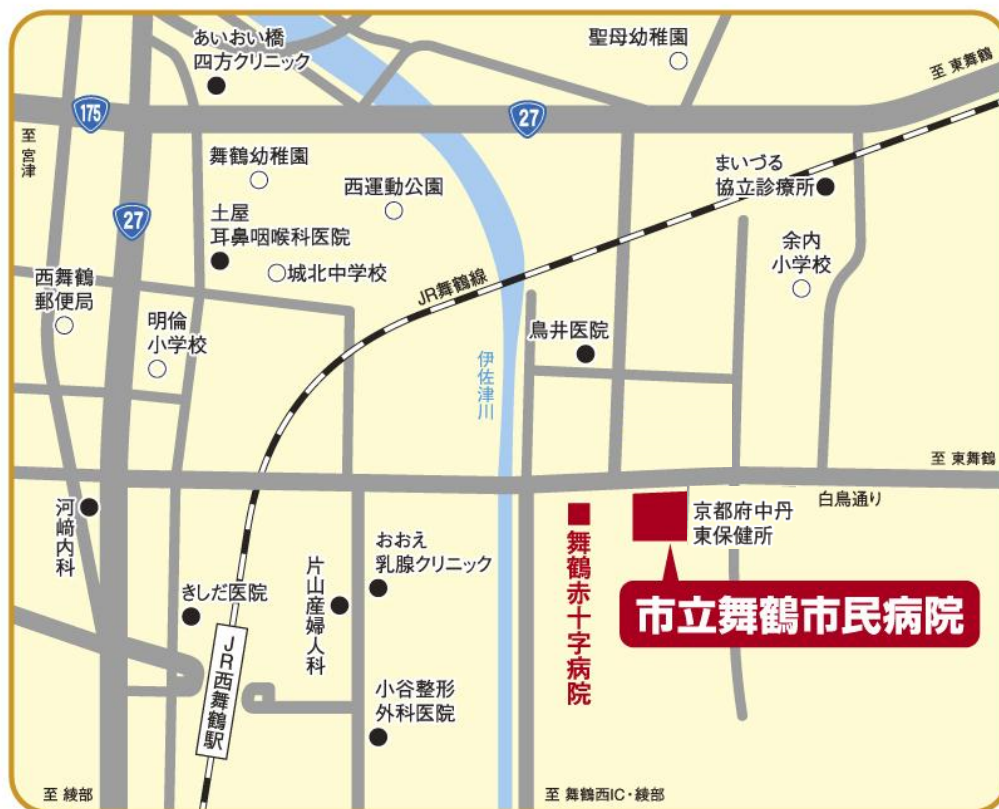 あいおい橋
四方クリニック
聖母幼稚園
至 東舞鶴
175
27
至 宮津
舞鶴幼稚園
西運動公園
まいづる
協立診療所
27
土屋
耳鼻咽喉科医院
城北中学校
余内
小学校
西舞鶴
郵便局
JR舞鶴線
明倫
小学校
鳥井医院
伊佐津川
至 東舞鶴
白鳥通り
河﨑内科
■舞鶴赤十字病院
京都府中丹
東保健所
おおえ
乳腺クリニック
きしだ医院
片山産婦人科
市立舞鶴市民病院
JR西舞鶴駅
小谷整形
外科医院
至 綾部
至 舞鶴西IC・綾部